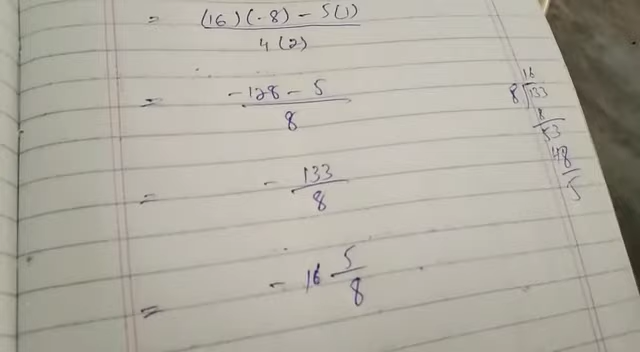 = (16)(-8) - 5(1) / 4(2)
= -128 - 5 / 8
= - 133 / 8
= - 16 5/8
16
8 ) 133
8
53
48
5